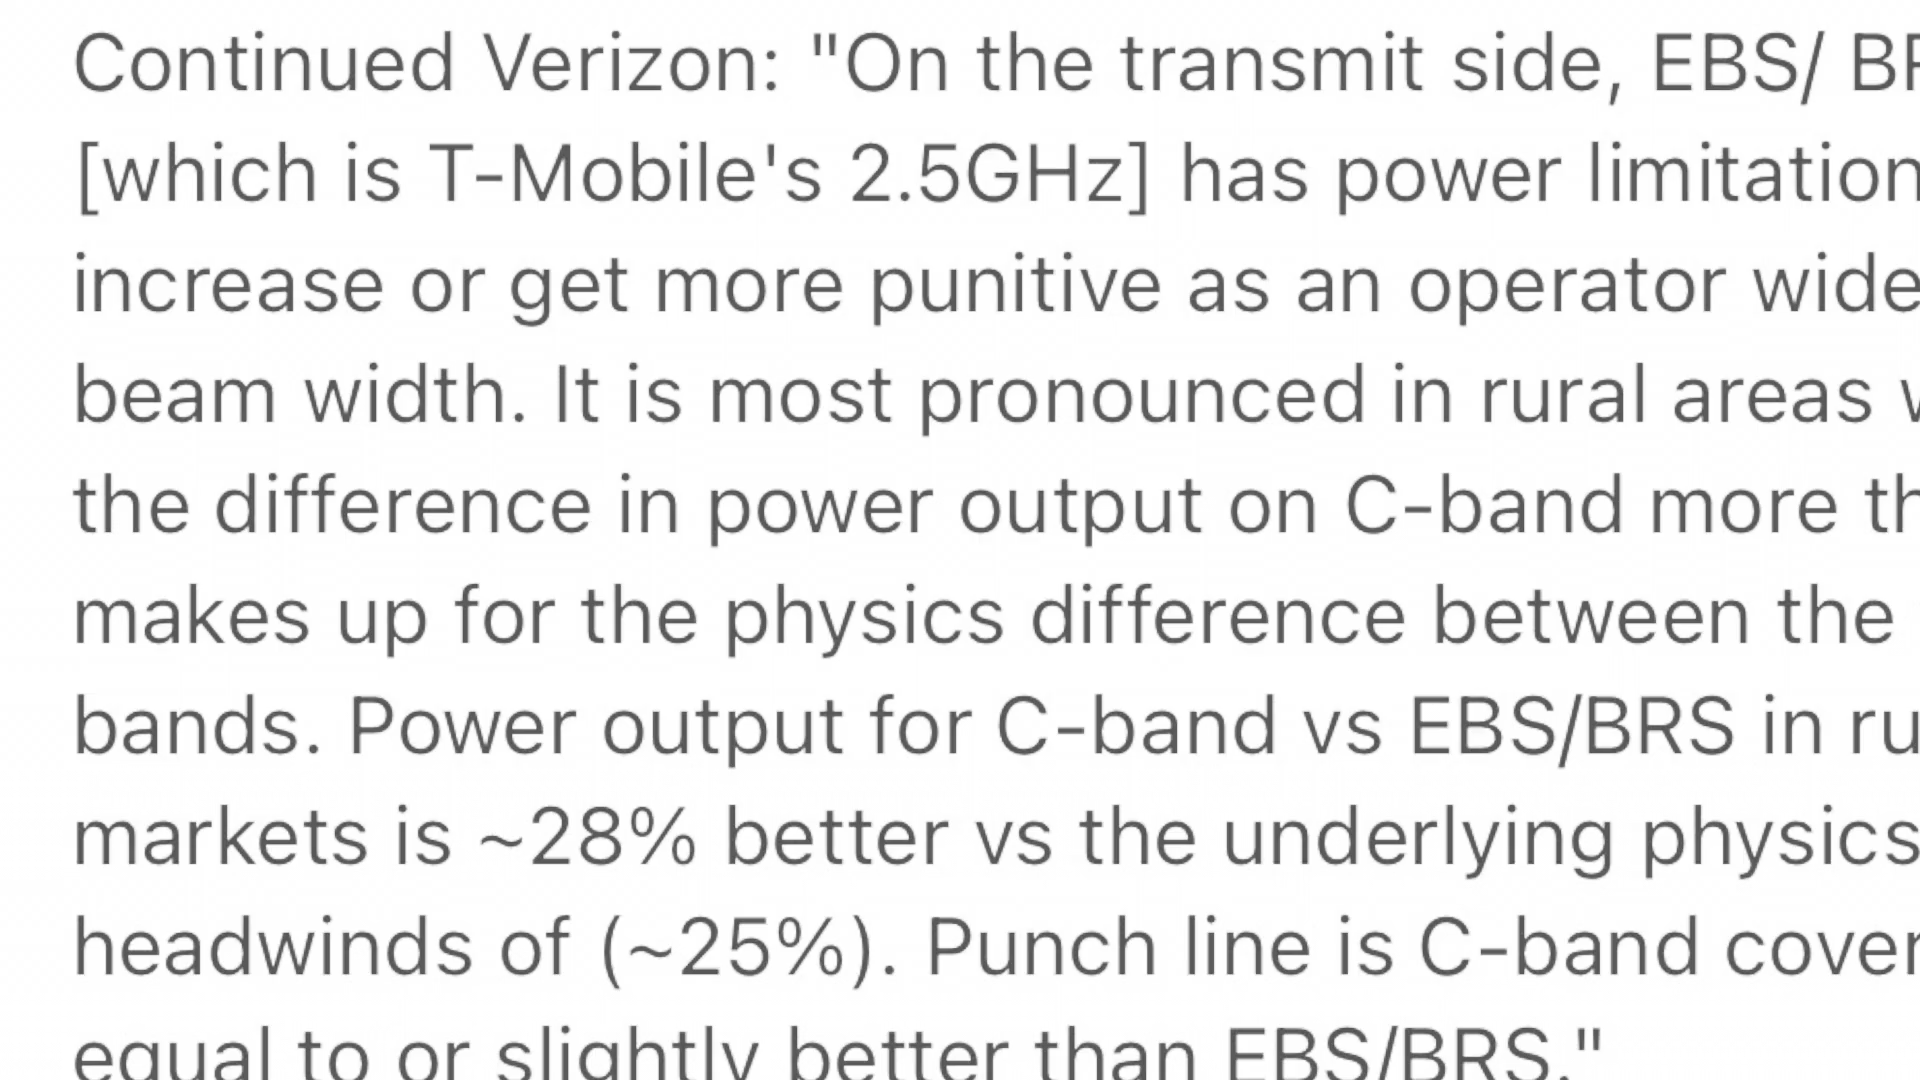 Continued Verizon: "On the transmit side, EBS/
[which is T-Mobile's 2.5GHz] has power
increase or get more punitive as an operator
beam width. It is most pronounced in rural areas
the difference in power output on C-band more
makes up for the physics difference between the
bands. Power output for C-band vs EBS/BRS in
markets is ~28% better vs the underlying physics
headwinds of (~25%). Punch line is C-band
equal to or slightly better than EBS/BRS."